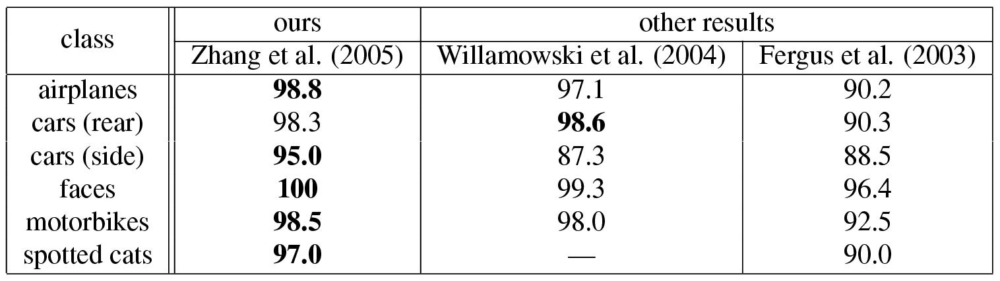 class ours other results
Zhang et al. (2005) Willamowski et al. (2004) Fergus et al. (2003)
airplanes 98.8 97.1 90.2
cars (rear) 98.3 98.6 90.3
cars (side) 95.0 87.3 88.5
faces 100 99.3 96.4
motorbikes 98.5 98.0 92.5
spotted cats 97.0 — 90.0